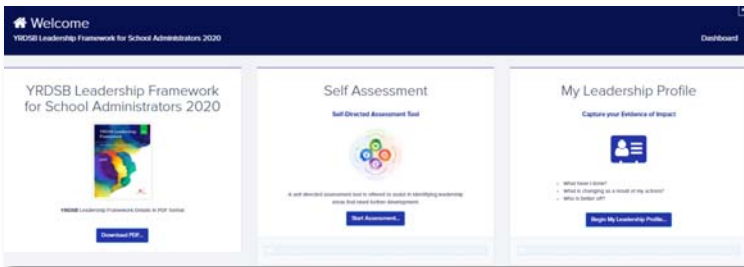 Welcome
YRDSB Leadership Framework for School Administrators 2020
Dashboard
YRDSB Leadership Framework
for School Administrators 2020
YRDSB Leadership Framework Details in PDF format
Download PDF...
Self Assessment
Self-Directed Assessment Tool
A self-directed assessment tool is offered to assist in identifying leadership
areas that need further development
Start Assessment...
My Leadership Profile
Capture your Evidence of Impact
What have I done?
What is changing as a result of my actions?
Who is better off?
Begin My Leadership Profile...